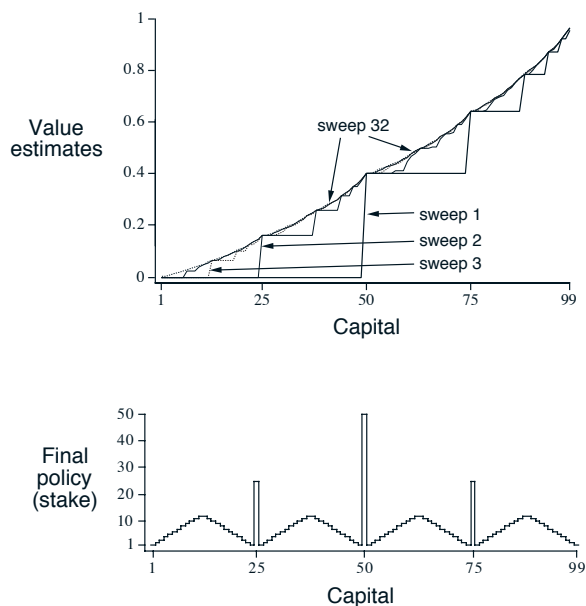 1
0.8
Value
estimates
0.6
sweep 32
0.4
sweep 1
0.2
sweep 2
sweep 3
0
1 25 50 75 99
Capital
50
40
Final
policy
(stake)
30
20
10
1
1 25 50 75 99
Capital